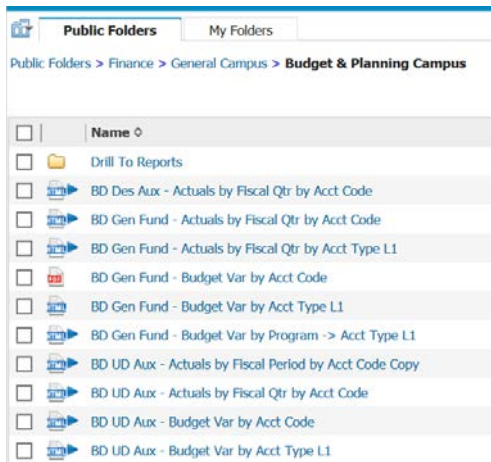 Public Folders My Folders
Public Folders > Finance > General Campus > Budget & Planning Campus
Name
Drill To Reports
BD Des Aux - Actuals by Fiscal Qtr by Acct Code
BD Gen Fund - Actuals by Fiscal Qtr by Acct Code
BD Gen Fund - Actuals by Fiscal Qtr by Acct Type L1
BD Gen Fund - Budget Var by Acct Code
BD Gen Fund - Budget Var by Acct Type L1
BD Gen Fund - Budget Var by Program -> Acct Type L1
BD UD Aux - Actuals by Fiscal Period by Acct Code Copy
BD UD Aux - Actuals by Fiscal Qtr by Acct Code
BD UD Aux - Budget Var by Acct Code
BD UD Aux - Budget Var by Acct Type L1